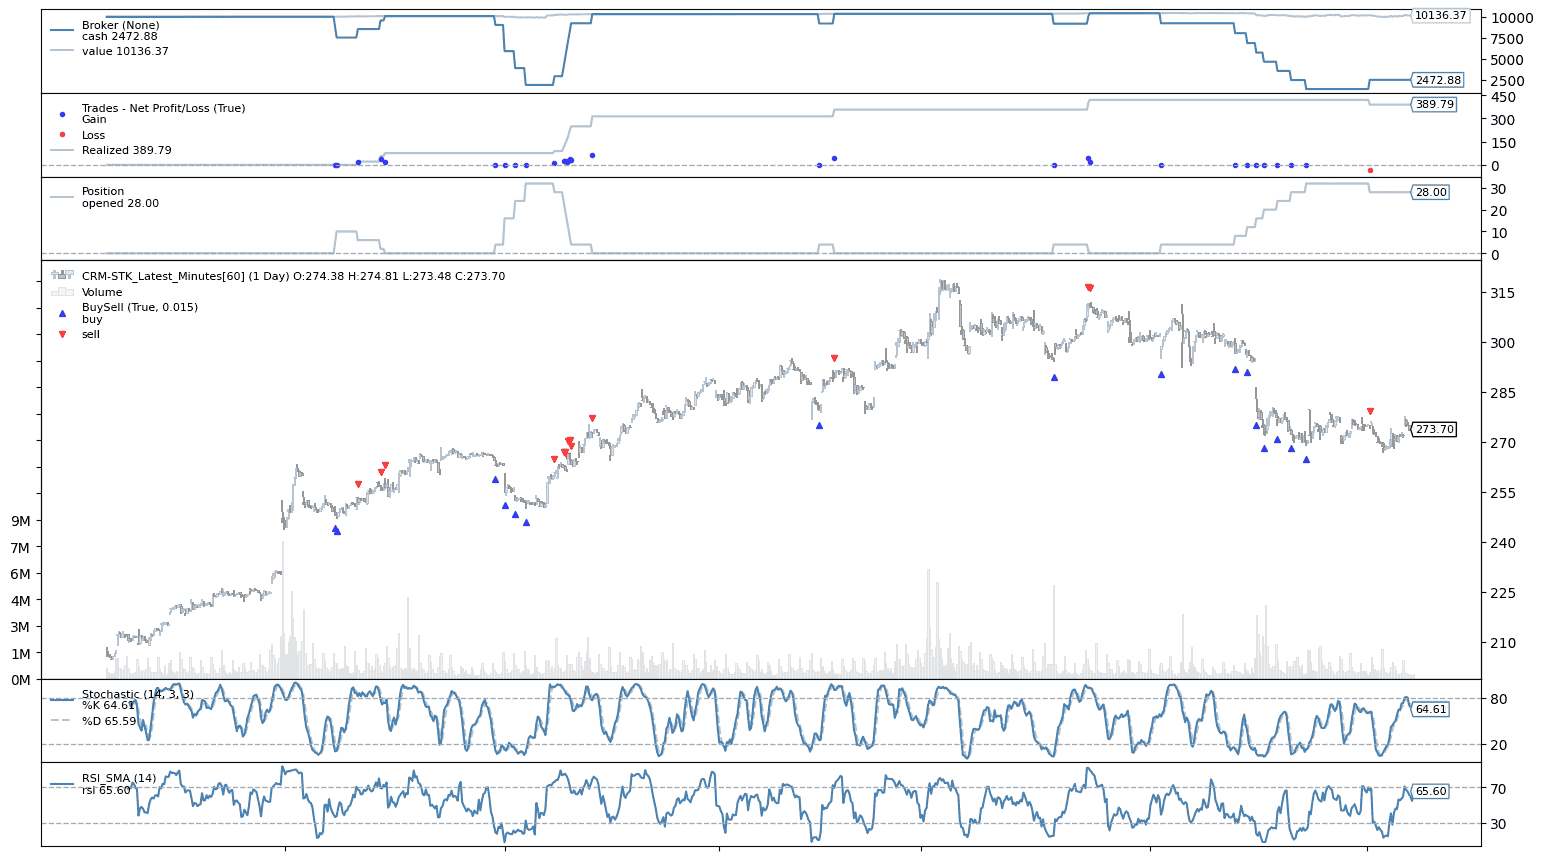 Broker (None)
cash 2472.88
value 10136.37
10136.37
10000
7500
5000
2500
2472.88
Trades - Net Profit/Loss (True)
Gain
Loss
Realized 389.79
450
389.79
300
150
0
Position
opened 28.00
30
28.00
20
10
0
CRM-STK_Latest_Minutes[60] (1 Day) O:274.38 H:274.81 L:273.48 C:273.70
Volume
BuySell (True, 0.015)
buy
sell
315
300
285
273.70
270
255
240
225
210
9M
7M
6M
4M
3M
1M
0M
Stochastic (14, 3, 3)
%K 64.61
%D 65.59
80
64.61
20
RSI_SMA (14)
rsi 65.60
70
65.60
30